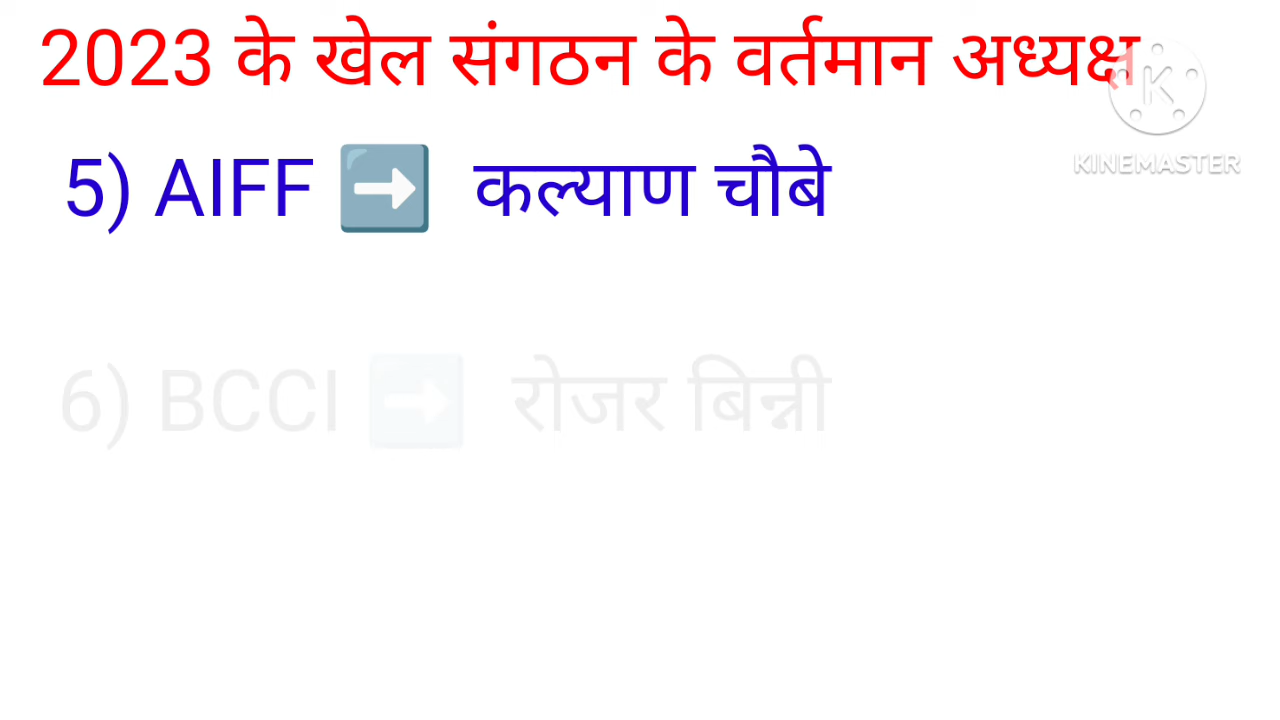 2023 के खेल संगठन के वर्तमान अध्यक्ष
KINEMASTER
5) AIFF ➡️ कल्याण चौबे
6) BCCI ➡️ रोजर बिन्नी